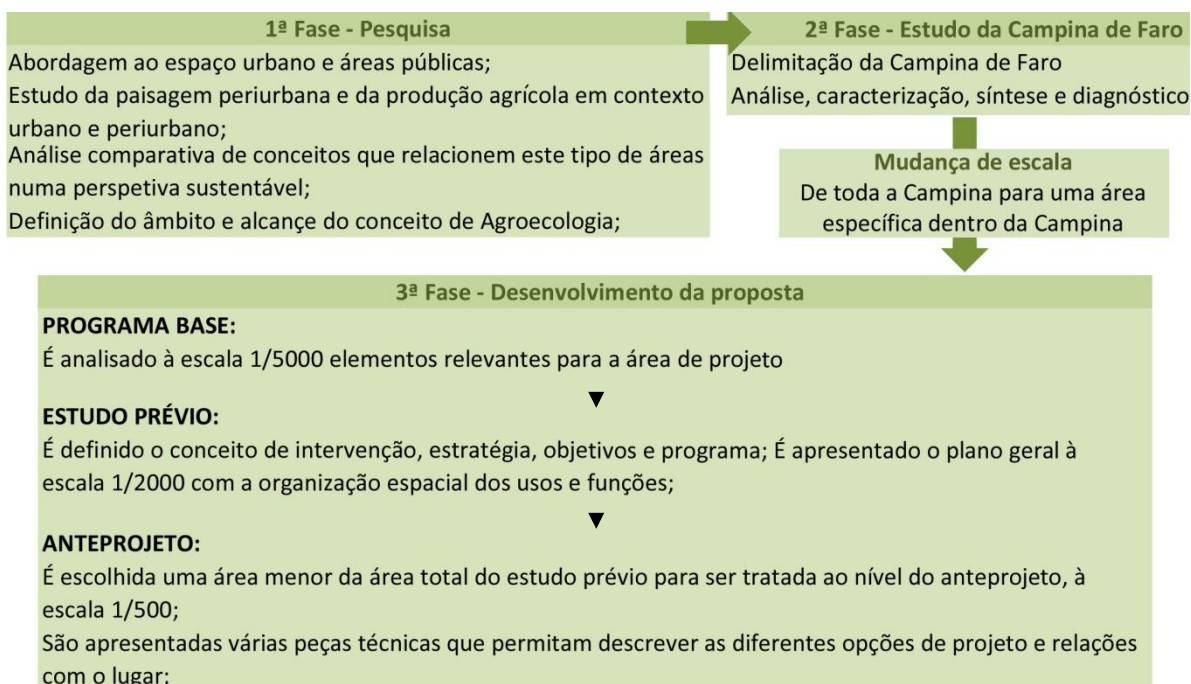 1ª Fase - Pesquisa
Abordagem ao espaço urbano e áreas públicas;
Estudo da paisagem periurbana e da produção agrícola em contexto
urbano e periurbano;
Análise comparativa de conceitos que relacionem este tipo de áreas
numa perspetiva sustentável;
Definição do âmbito e alcance do conceito de Agroecologia;
2ª Fase - Estudo da Campina de Faro
Delimitação da Campina de Faro
Análise, caracterização, síntese e diagnóstico
Mudança de escala
De toda a Campina para uma área
específica dentro da Campina
3ª Fase - Desenvolvimento da proposta
PROGRAMA BASE:
É analisado à escala 1/5000 elementos relevantes para a área de projeto
ESTUDO PRÉVIO:
É definido o conceito de intervenção, estratégia, objetivos e programa; É apresentado o plano geral à
escala 1/2000 com a organização espacial dos usos e funções;
ANTEPROJETO:
É escolhida uma área menor da área total do estudo prévio para ser tratada ao nível do anteprojeto, à
escala 1/500;
São apresentadas várias peças técnicas que permitam descrever as diferentes opções de projeto e relações
com o lugar;